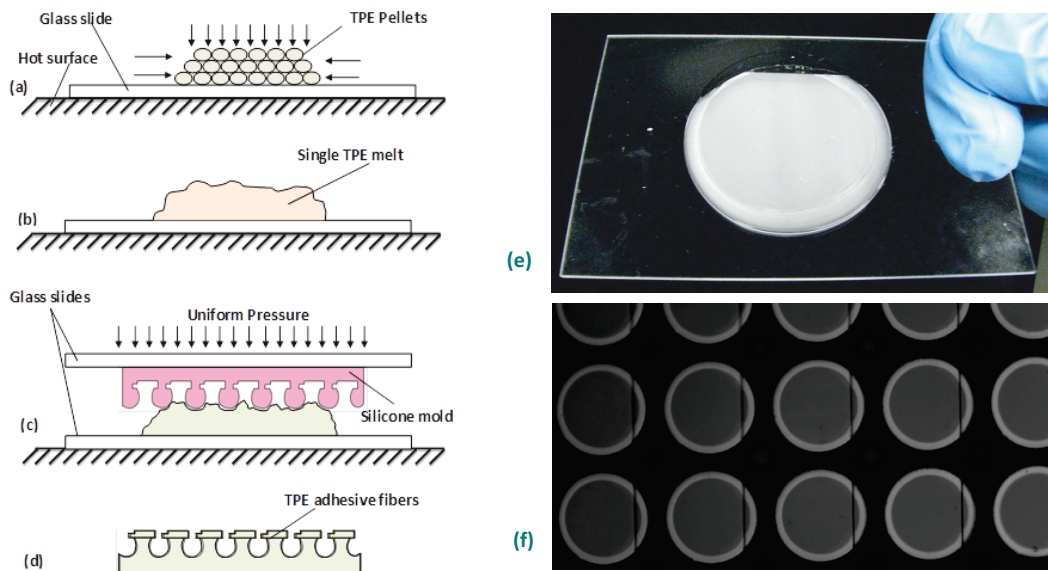 Glass slide
TPE Pellets
Hot surface
(a)
Single TPE melt
(b)
(e)
Glass slides
Uniform Pressure
Silicone mold
(c)
TPE adhesive fibers
(d)
(f)